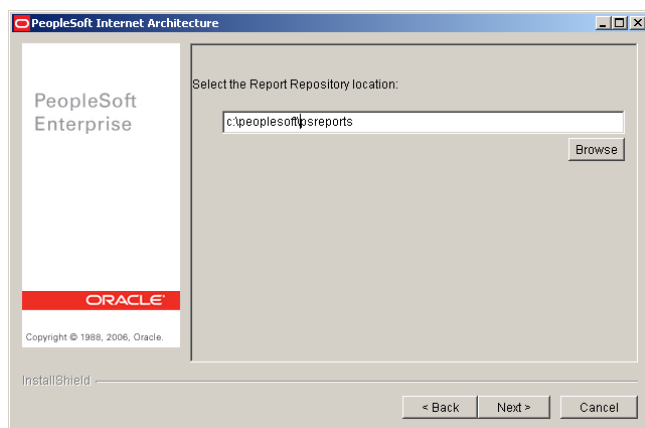 PeopleSoft Internet Architecture
PeopleSoft
Enterprise
Select the Report Repository location:
c:\peoplesoft\psreports
Browse
ORACLE
Copyright © 1988, 2006, Oracle.
InstallShield
< Back
Next >
Cancel